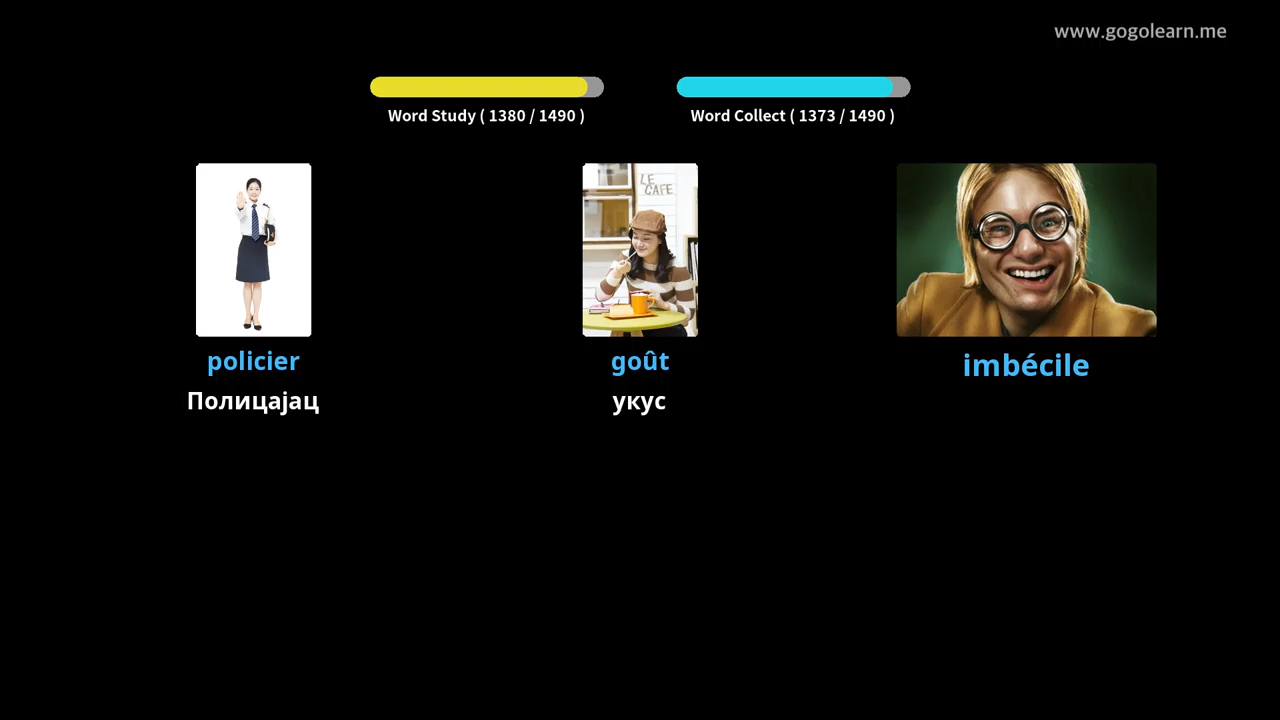 www.gogolearn.me
Word Study ( 1380 / 1490 )
Word Collect ( 1373 / 1490 )
LE CAFE
policier
goût
imbécile
Полицајац
укус